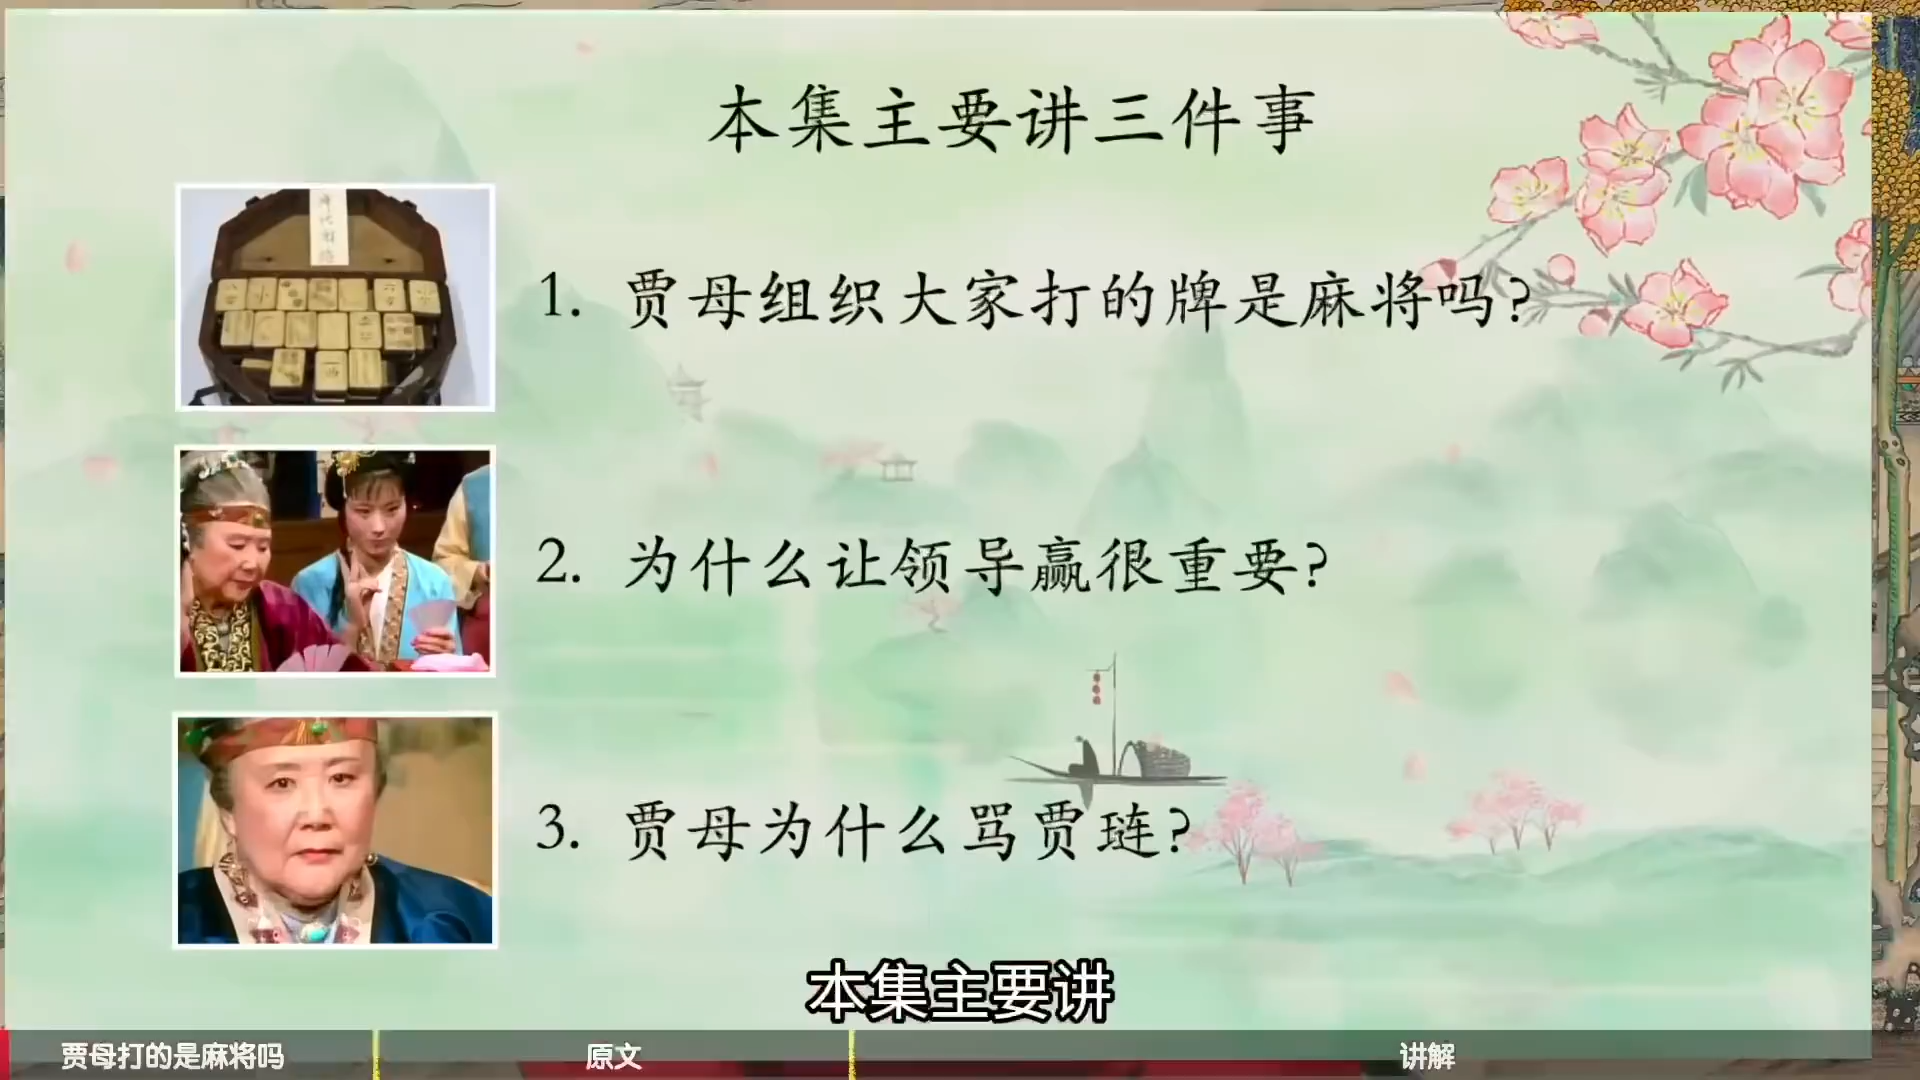 本集主要讲三件事
1. 贾母组织大家打的牌是麻将吗?
2. 为什么让领导赢很重要?
3. 贾母为什么骂贾琏?
本集主要讲
贾母打的是麻将吗
原文
讲解